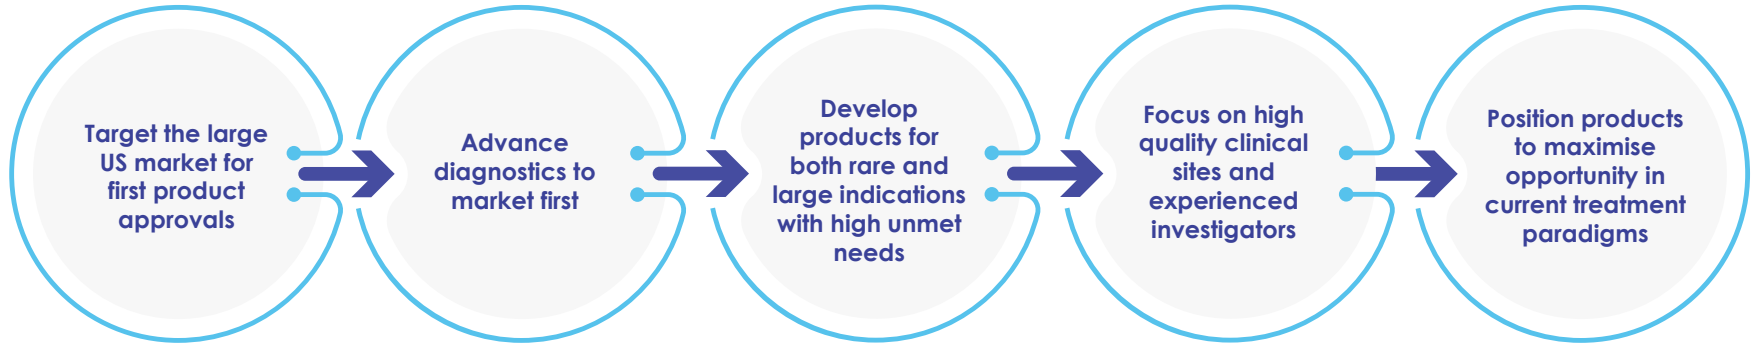 Target the large
US market for
first product
approvals
Advance
diagnostics to
market first
Develop
products for
both rare and
large indications
with high unmet
needs
Focus on high
quality clinical
sites and
experienced
investigators
Position products
to maximise
opportunity in
current treatment
paradigms